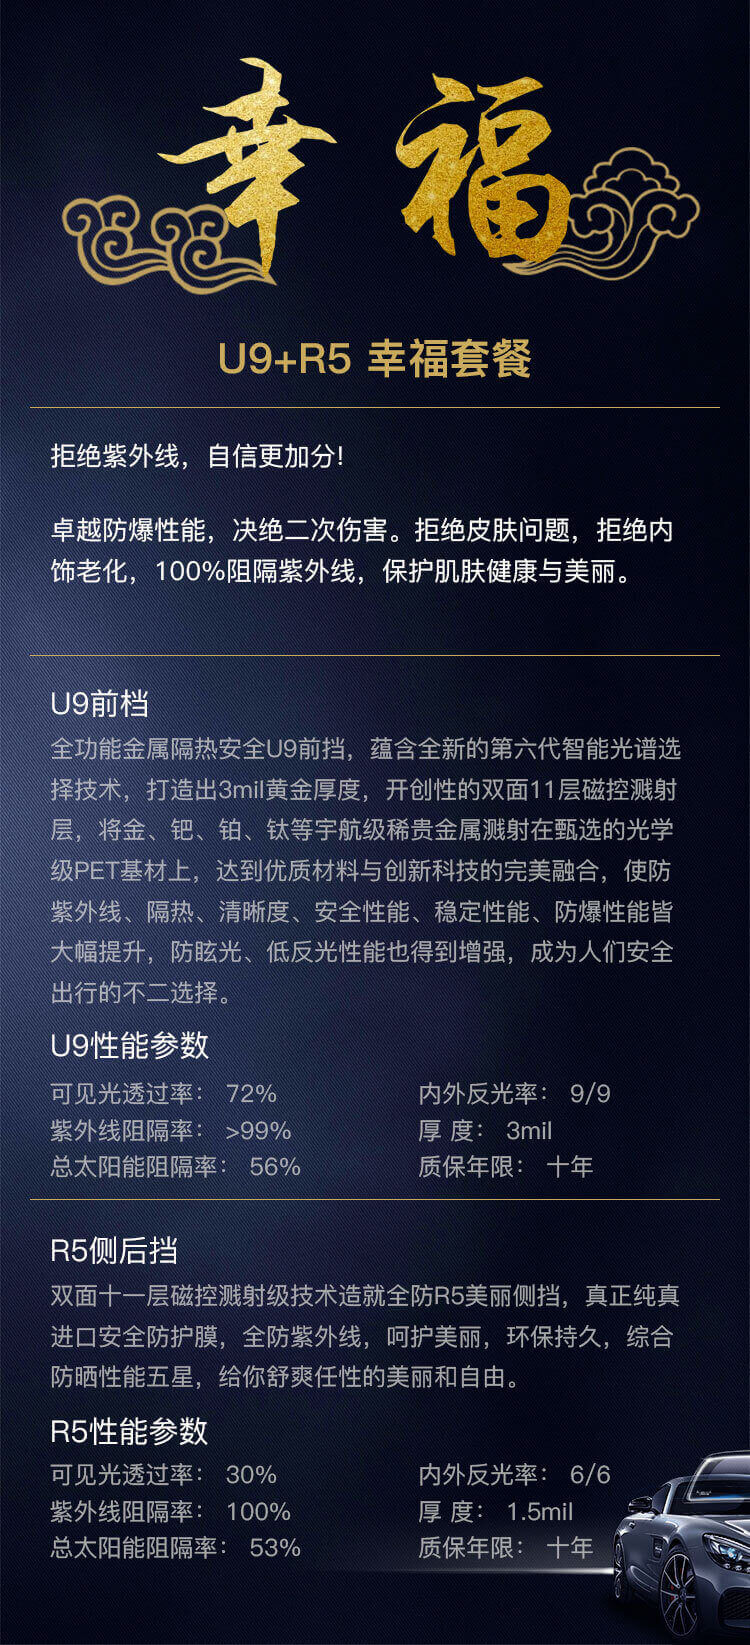 幸福
U9+R5 幸福套餐
拒绝紫外线，自信更加分!
卓越防爆性能，决绝二次伤害。拒绝皮肤问题，拒绝内
饰老化，100%阻隔紫外线，保护肌肤健康与美丽。
U9前档
全功能金属隔热安全U9前挡，蕴含全新的第六代智能光谱选
择技术，打造出3mil黄金厚度，开创性的双面11层磁控溅射
层，将金、钯、铂、钛等宇航级稀贵金属溅射在甄选的光学
级PET基材上，达到优质材料与创新科技的完美融合，使防
紫外线、隔热、清晰度、安全性能、稳定性能、防爆性能皆
大幅提升，防眩光、低反光性能也得到增强，成为人们安全
出行的不二选择。
U9性能参数
可见光透过率： 72% 内外反光率： 9/9
紫外线阻隔率： >99% 厚 度： 3mil
总太阳能阻隔率： 56% 质保年限： 十年
R5侧后挡
双面十一层磁控溅射级技术造就全防R5美丽侧挡，真正纯真
进口安全防护膜，全防紫外线，呵护美丽，环保持久，综合
防晒性能五星，给你舒爽任性的美丽和自由。
R5性能参数
可见光透过率： 30% 内外反光率： 6/6
紫外线阻隔率： 100% 厚 度： 1.5mil
总太阳能阻隔率： 53% 质保年限： 十年